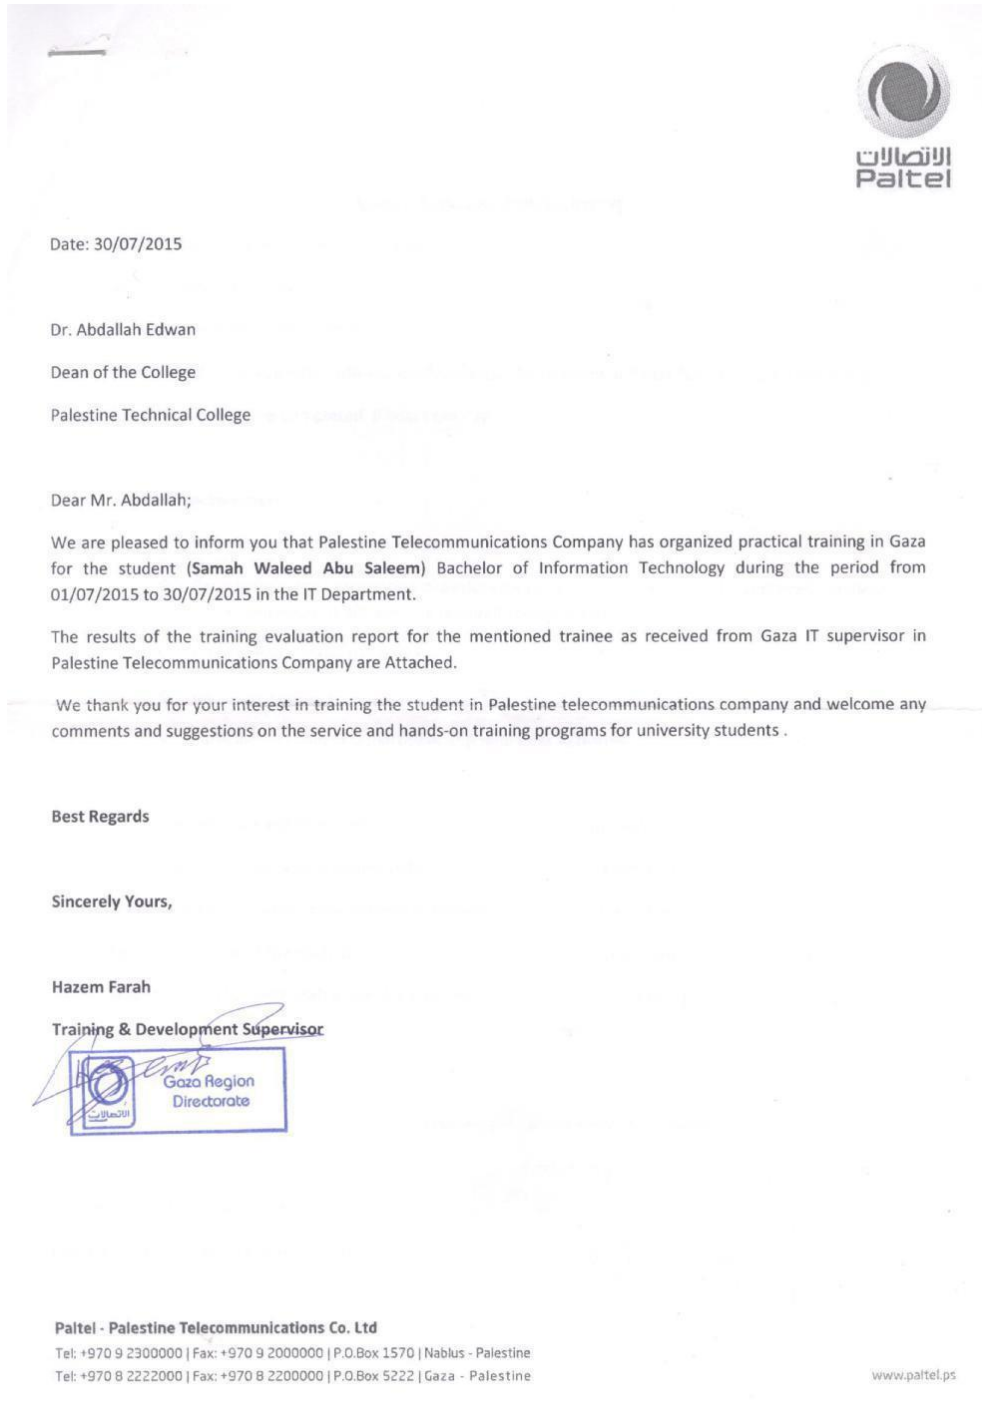 الاتصالات
Paltel
Date: 30/07/2015
Dr. Abdallah Edwan
Dean of the College
Palestine Technical College
Dear Mr. Abdallah;
We are pleased to inform you that Palestine Telecommunications Company has organized practical training in Gaza
for the student (Samah Waleed Abu Saleem) Bachelor of Information Technology during the period from
01/07/2015 to 30/07/2015 in the IT Department.
The results of the training evaluation report for the mentioned trainee as received from Gaza IT supervisor in
Palestine Telecommunications Company are Attached.
We thank you for your interest in training the student in Palestine telecommunications company and welcome any
comments and suggestions on the service and hands-on training programs for university students .
Best Regards
Sincerely Yours,
Hazem Farah
Training & Development Supervisor
Gaza Region
Directorate
الاتصالات
Paltel - Palestine Telecommunications Co. Ltd
Tel: +970 9 2300000 | Fax: +970 9 2000000 | P.O.Box 1570 | Nablus - Palestine
Tel: +970 8 2222000 | Fax: +970 8 2200000 | P.O.Box 5222 | Gaza - Palestine
www.paltel.ps